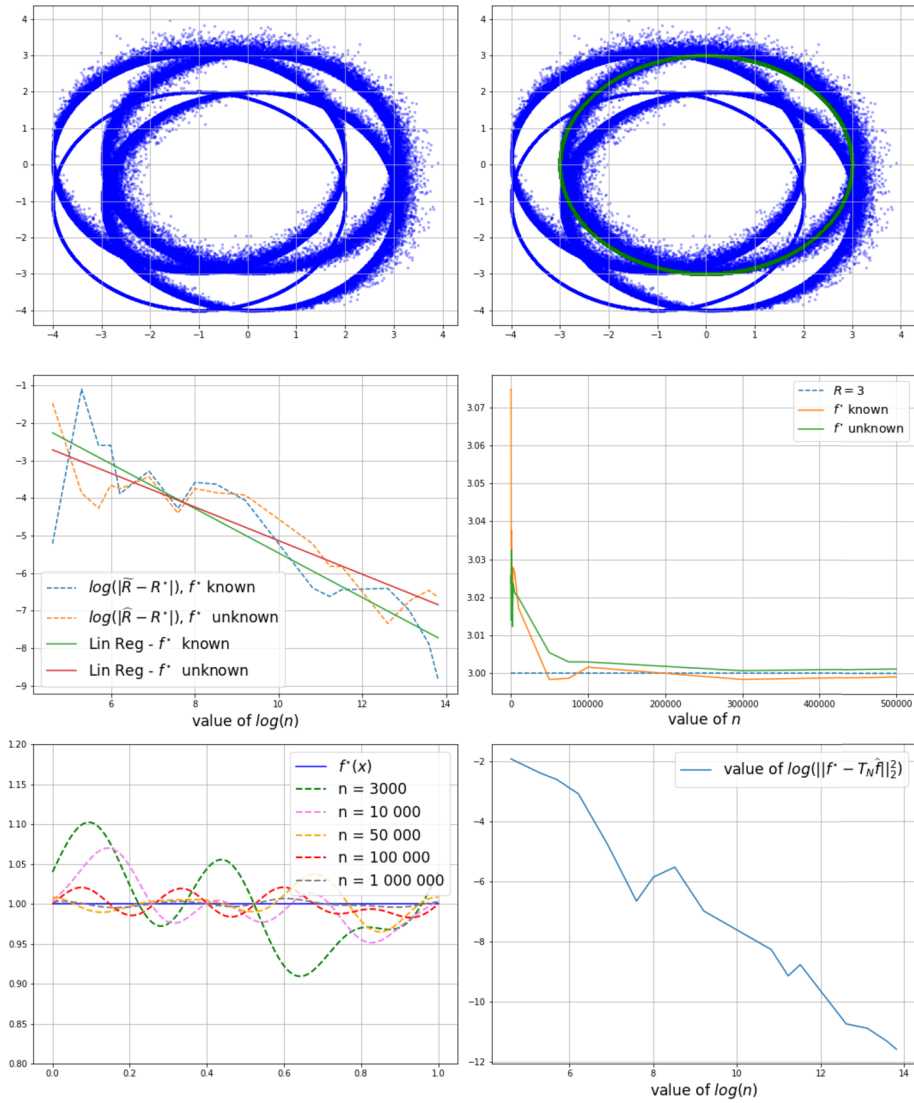 4
3
2
1
0
−1
−2
−3
−4
−4 −3 −2 −1 0 1 2 3 4
4
3
2
1
0
−1
−2
−3
−4
−4 −3 −2 −1 0 1 2 3 4
−1
−2
−3
−4
−5
−6
−7
−8
−9
log(|R̃ − R⋆|), f⋆ known
log(|R̂ − R⋆|), f⋆ unknown
Lin Reg - f⋆ known
Lin Reg - f⋆ unknown
6 8 10 12 14
value of log(n)
R = 3
f⋆ known
f⋆ unknown
3.07
3.06
3.05
3.04
3.03
3.02
3.01
3.00
0 100000 200000 300000 400000 500000
value of n
1.20
1.15
1.10
1.05
1.00
0.95
0.90
0.85
0.80
f⋆(x)
n = 3000
n = 10 000
n = 50 000
n = 100 000
n = 1 000 000
0.0 0.2 0.4 0.6 0.8 1.0
value of log(||f⋆ − T_N f̂||₂²)
−2
−4
−6
−8
−10
−12
6 8 10 12 14
value of log(n)